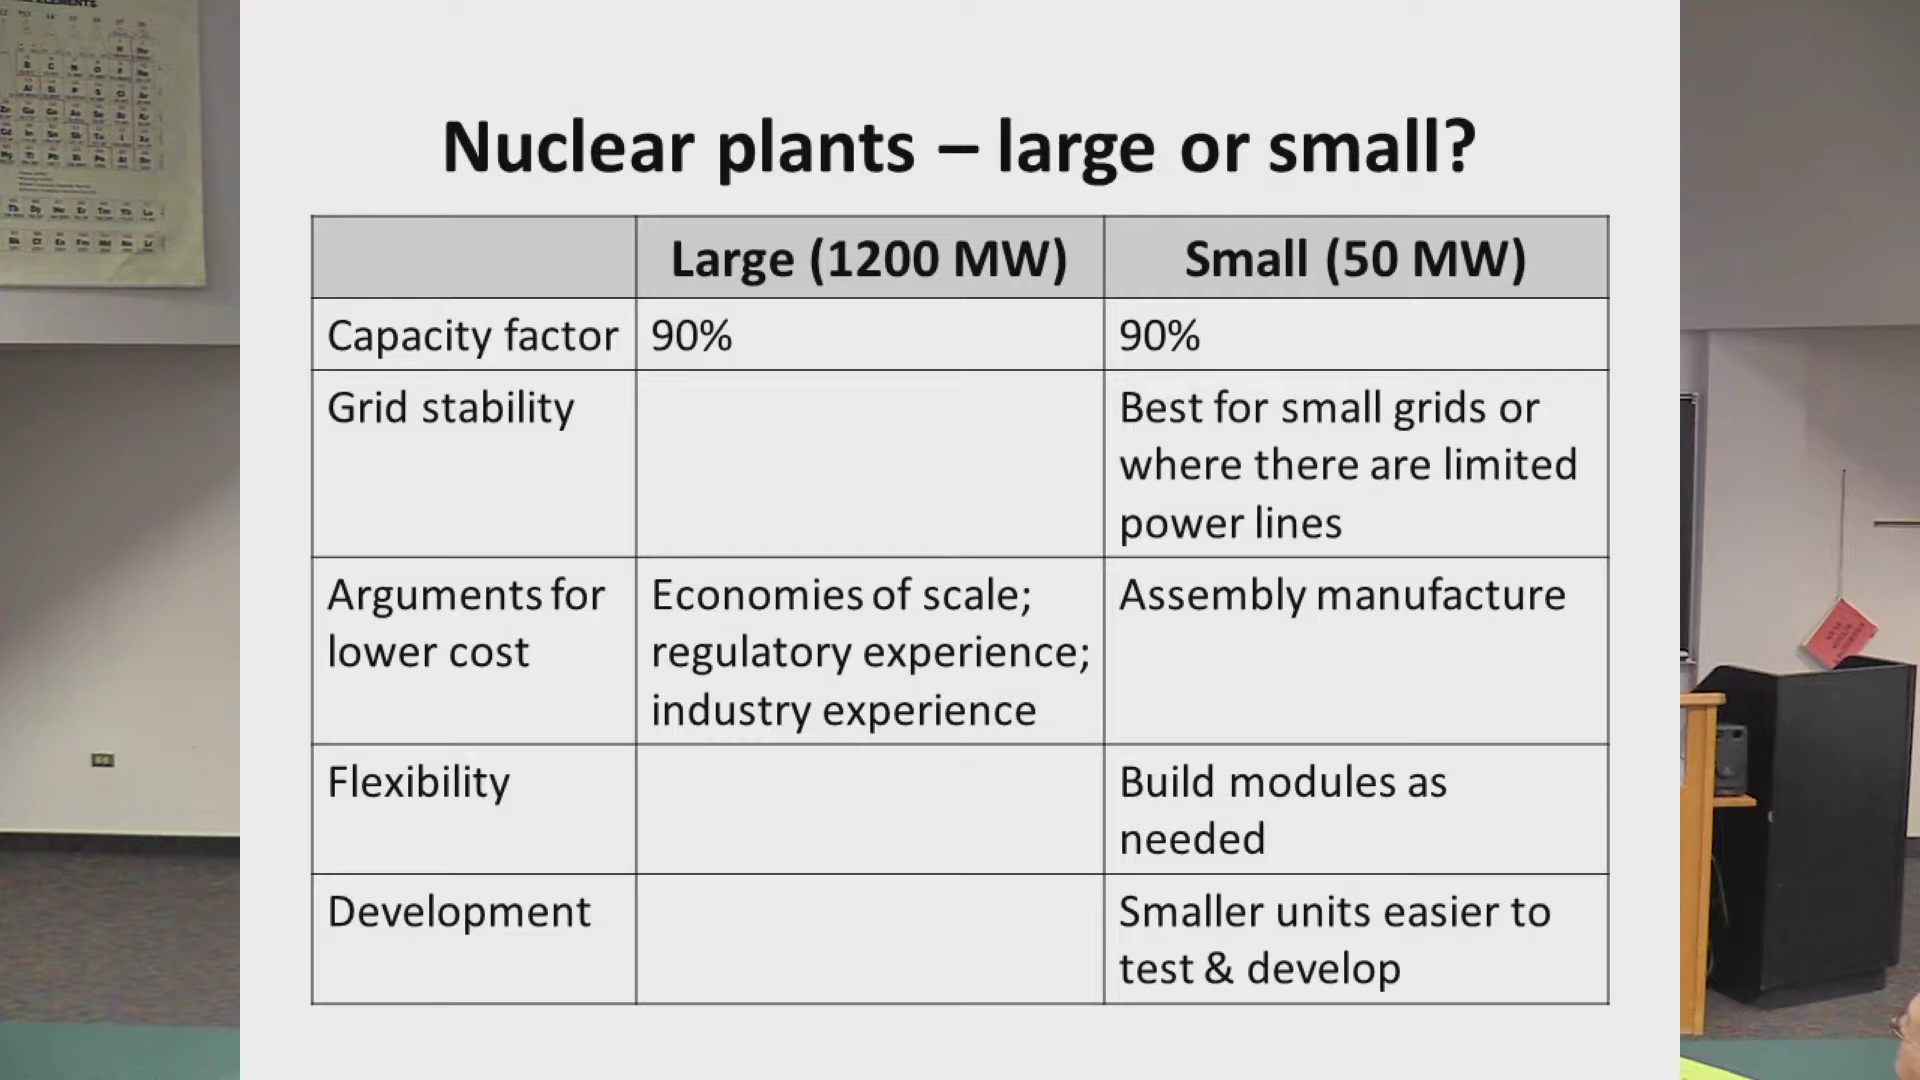 Nuclear plants – large or small?
Large (1200 MW)
Small (50 MW)
Capacity factor
90%
90%
Grid stability
Best for small grids or
where there are limited
power lines
Arguments for
lower cost
Economies of scale;
regulatory experience;
industry experience
Assembly manufacture
Flexibility
Build modules as
needed
Development
Smaller units easier to
test & develop